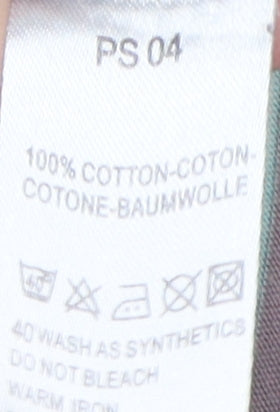 PS 04
100% COTTON-COTON-
COTONE-BAUMWOLLE
40°
40 WASH AS SYNTHETICS
DO NOT BLEACH
WARM IRON